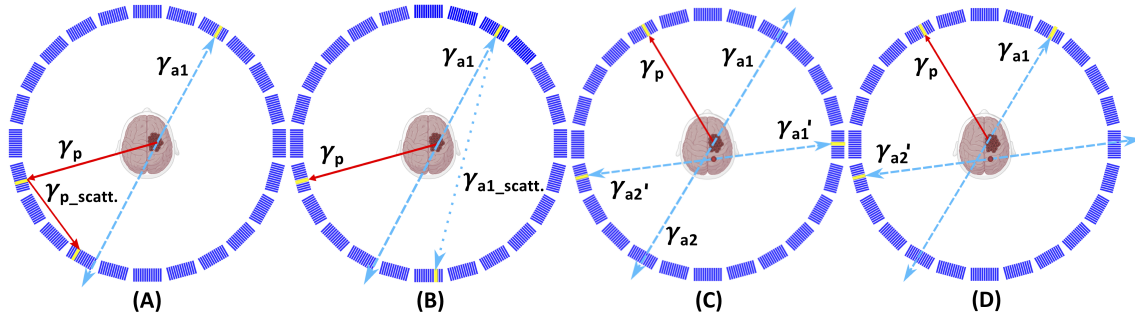 γa1
γp
γp_scatt.
(A)
γa1
γp
γa1_scatt.
(B)
γp
γa1
γa1'
γa2'
γa2
(C)
γp
γa1
γa2'
(D)